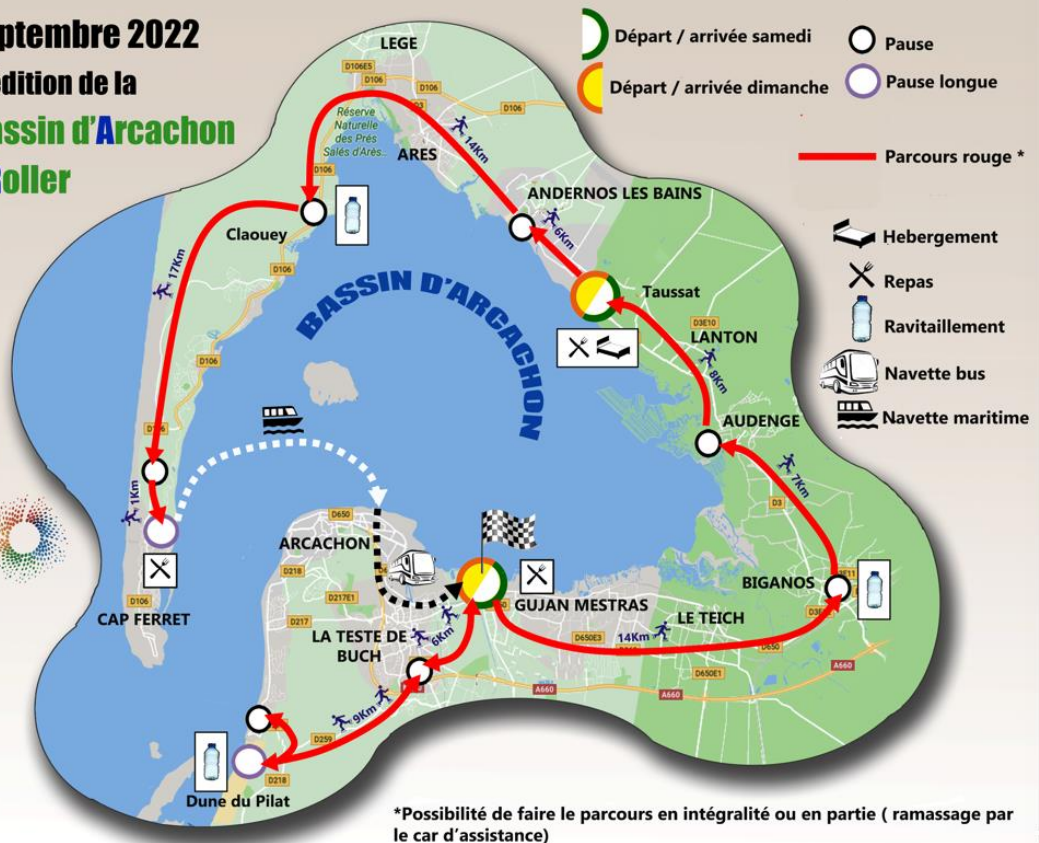 ptembre 2022
édition de la
assin d'Arcachon
oller
Départ / arrivée samedi
Départ / arrivée dimanche
Pause
Pause longue
Parcours rouge *
Hebergement
Repas
Ravitaillement
Navette bus
Navette maritime
LEGE
D106E5
D106
D106
D3
D106
Réserve
Naturelle
des Prés
Salés d'Arès...
ARES
14Km
D106
ANDERNOS LES BAINS
6Km
Claouey
D106
17Km
BASSIN D'ARCACHON
Taussat
D3E10
LANTON
8Km
D106
AUDENGE
7Km
D3
1Km
D650
ARCACHON
D218
D217E1
D217
CAP FERRET
D106
GUJAN MESTRAS
BIGANOS
LE TEICH
14Km
D650E3
D650
D650E1
A660
A660
LA TESTE DE
BUCH
6Km
9Km
D259
D218
Dune du Pilat
*Possibilité de faire le parcours en intégralité ou en partie ( ramassage par
le car d'assistance)